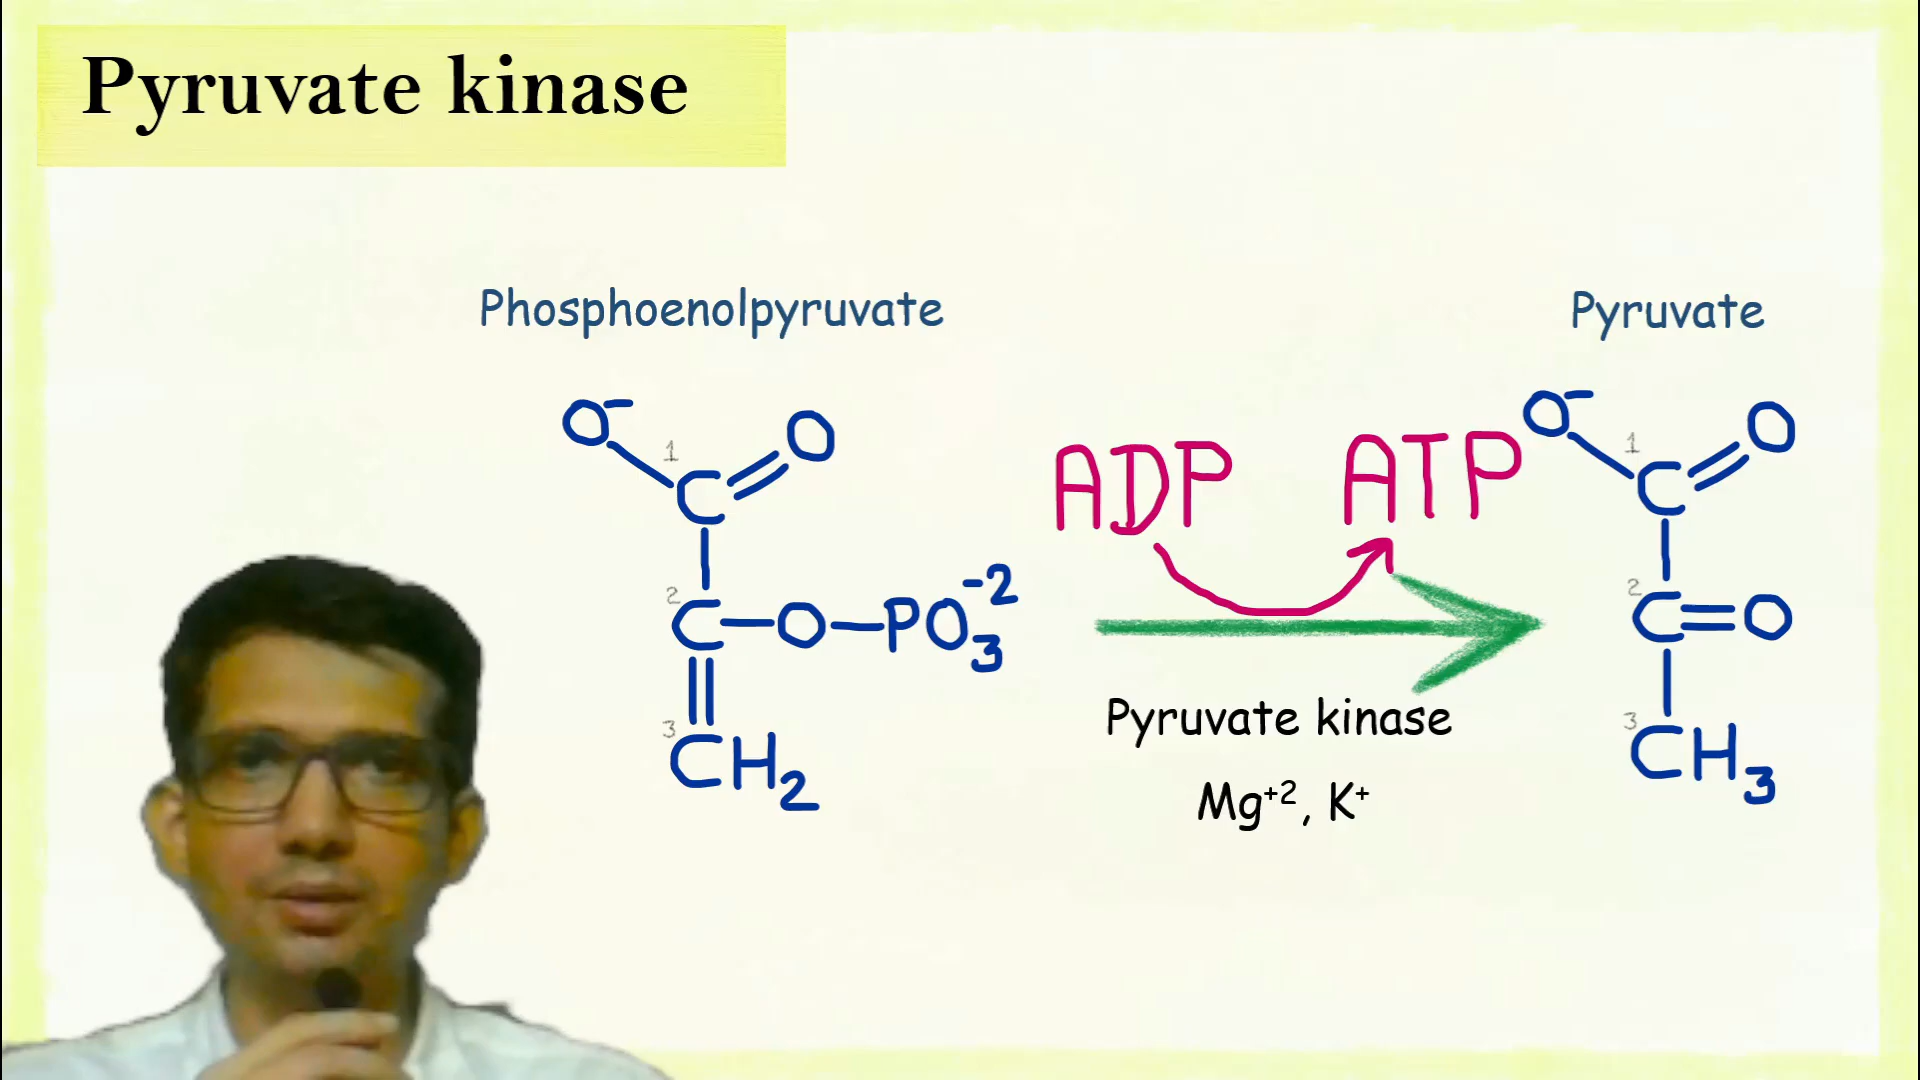 Pyruvate kinase
Phosphoenolpyruvate
O⁻
1
C
O
2
C O PO₃⁻²
3
CH₂
ADP ATP
Pyruvate kinase
Mg⁺², K⁺
Pyruvate
O⁻
1
C
O
2
C O
3
CH₃